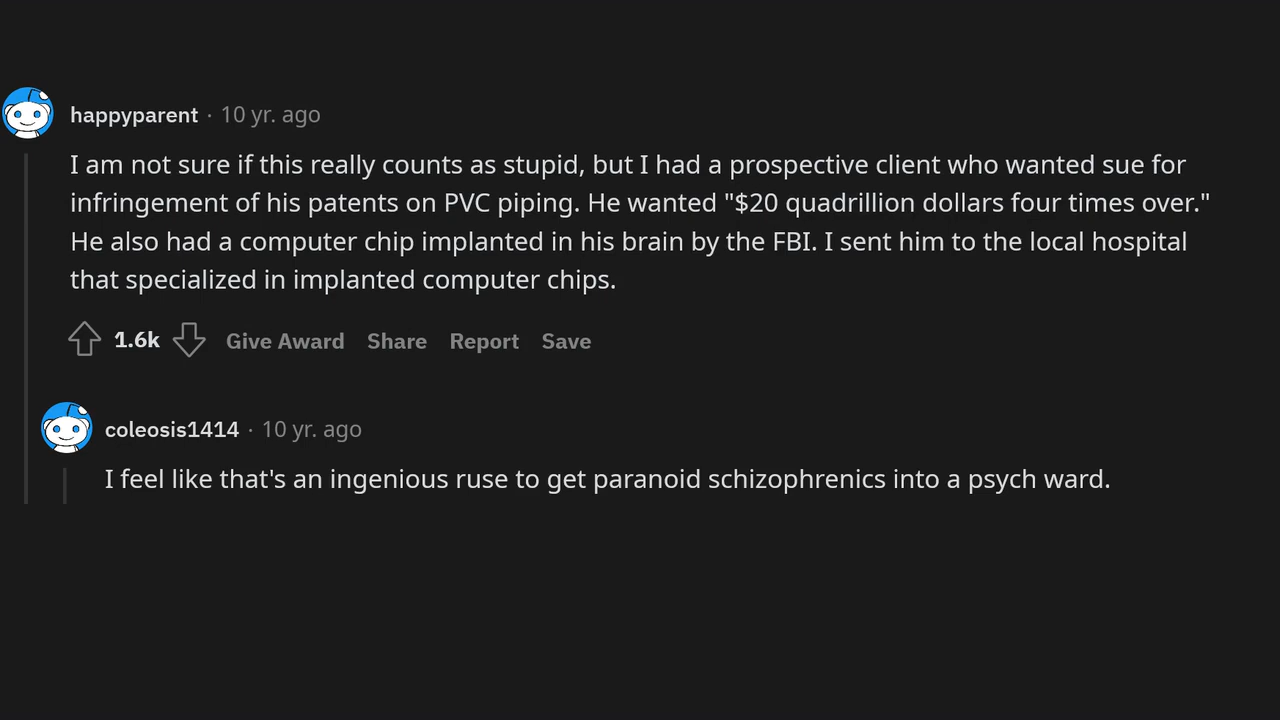 happyparent · 10 yr. ago
I am not sure if this really counts as stupid, but I had a prospective client who wanted sue for
infringement of his patents on PVC piping. He wanted "$20 quadrillion dollars four times over."
He also had a computer chip implanted in his brain by the FBI. I sent him to the local hospital
that specialized in implanted computer chips.
1.6k Give Award Share Report Save
coleosis1414 · 10 yr. ago
I feel like that's an ingenious ruse to get paranoid schizophrenics into a psych ward.